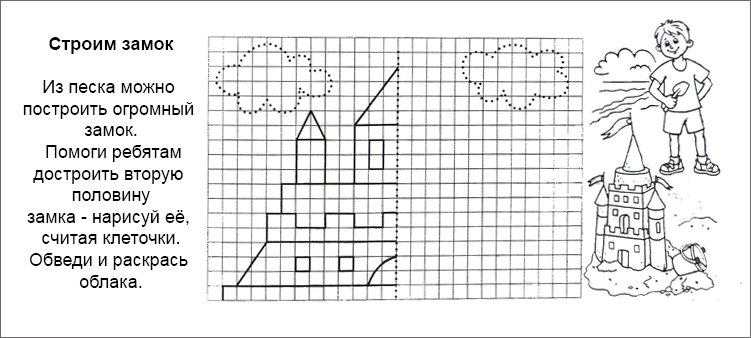 Строим замок
Из песка можно
построить огромный
замок.
Помоги ребятам
достроить вторую
половину
замка - нарисуй её,
считая клеточки.
Обведи и раскрась
облака.